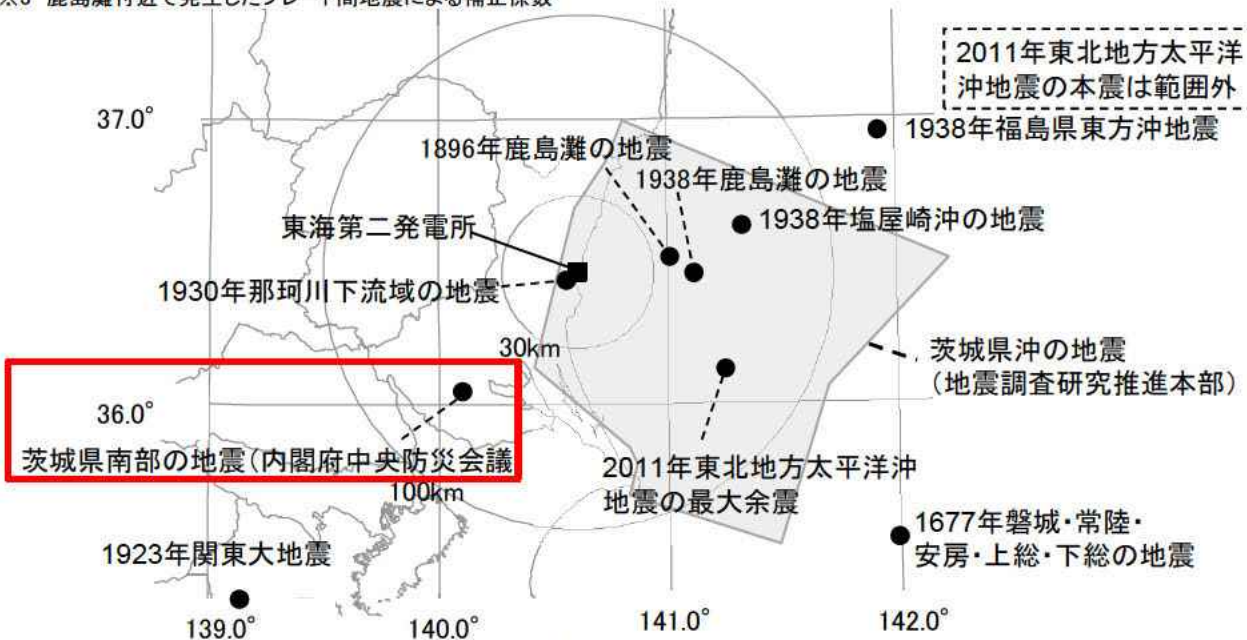 2011年東北地方太平洋
沖地震の本震は範囲外
37.0°
1938年福島県東方沖地震
1896年鹿島灘の地震
1938年鹿島灘の地震
東海第二発電所
1938年塩屋崎沖の地震
1930年那珂川下流域の地震
30km
茨城県沖の地震
(地震調査研究推進本部)
36.0°
茨城県南部の地震(内閣府中央防災会議
2011年東北地方太平洋沖
地震の最大余震
100km
1677年磐城・常陸・
安房・上総・下総の地震
1923年関東大地震
139.0°
140.0°
141.0°
142.0°